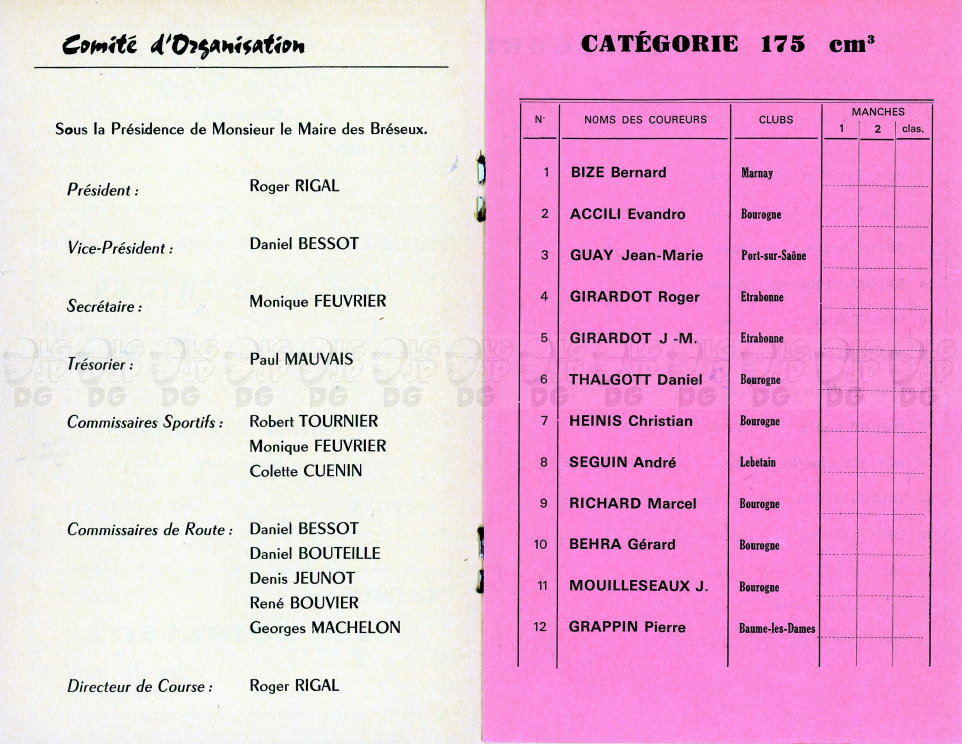 Comité d'Organisation
Sous la Présidence de Monsieur le Maire des Bréseux.
Président : Roger RIGAL
Vice-Président : Daniel BESSOT
Secrétaire : Monique FEUVRIER
Trésorier : Paul MAUVAIS
Commissaires Sportifs : Robert TOURNIER
Monique FEUVRIER
Colette CUENIN
Commissaires de Route : Daniel BESSOT
Daniel BOUTEILLE
Denis JEUNOT
René BOUVIER
Georges MACHELON
Directeur de Course : Roger RIGAL
CATÉGORIE 175 cm³
N° NOMS DES COUREURS CLUBS MANCHES
1 2 clas.
1 BIZE Bernard Marnay
2 ACCILI Evandro Bourogne
3 GUAY Jean-Marie Port-sur-Saône
4 GIRARDOT Roger Etrabonne
5 GIRARDOT J -M. Etrabonne
6 THALGOTT Daniel Bourogne
7 HEINIS Christian Bourogne
8 SEGUIN André Lebetain
9 RICHARD Marcel Bourogne
10 BEHRA Gérard Bourogne
11 MOUILLESEAUX J. Bourogne
12 GRAPPIN Pierre Baume-les-Dames